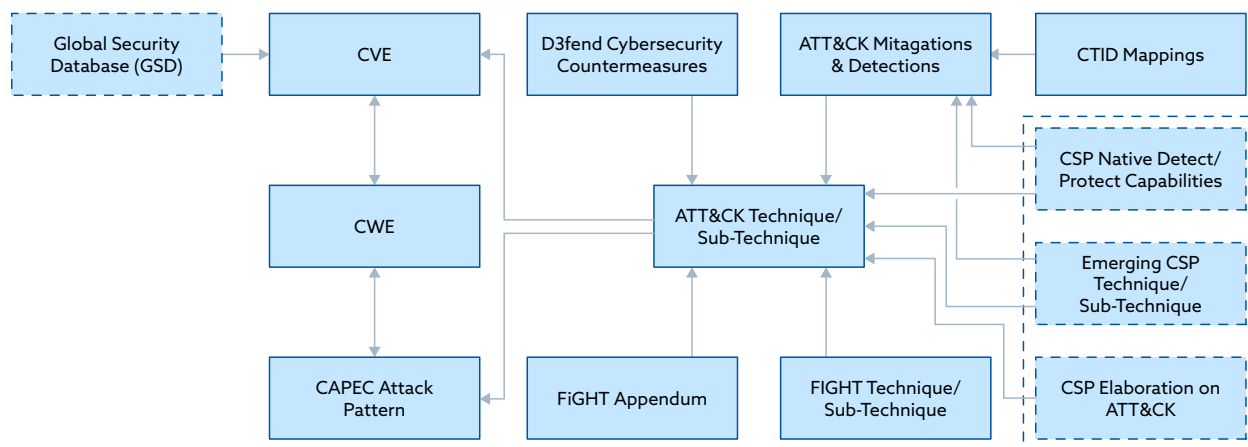 Global Security
Database (GSD)
CVE
D3fend Cybersecurity
Countermeasures
ATT&CK Mitagations
& Detections
CTID Mappings
CSP Native Detect/
Protect Capabilities
CWE
ATT&CK Technique/
Sub-Technique
Emerging CSP
Technique/
Sub-Technique
CAPEC Attack
Pattern
FiGHT Appendum
FIGHT Technique/
Sub-Technique
CSP Elaboration on
ATT&CK